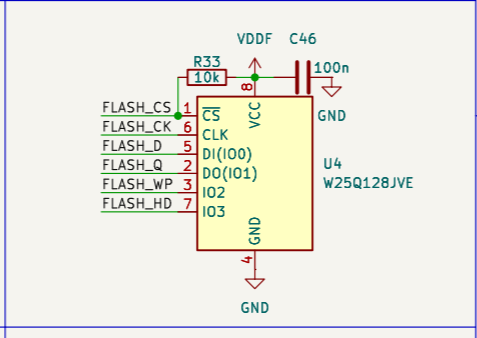 VDDF C46
R33
10k
100n
8
VCC
GND
FLASH_CS 1 CS
FLASH_CK 6 CLK
FLASH_D 5 DI(IO0)
FLASH_Q 2 DO(IO1)
FLASH_WP 3 IO2
FLASH_HD 7 IO3
U4
W25Q128JVE
GND
4
GND